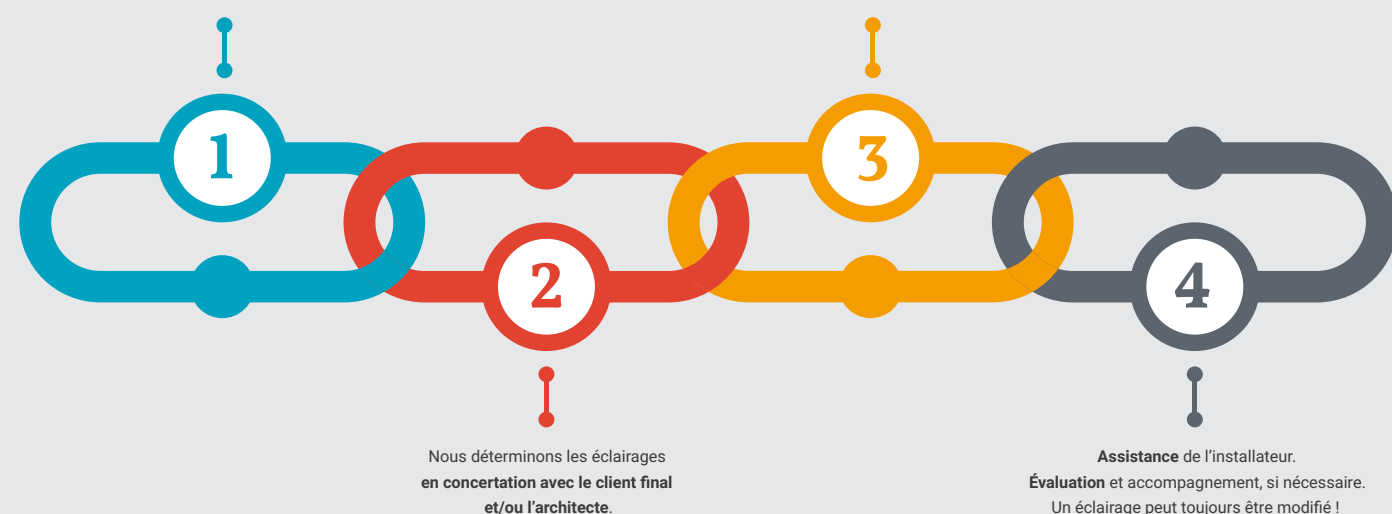 1
2
3
4
Nous déterminons les éclairages
en concertation avec le client final
et/ou l’architecte.
Assistance de l’installateur.
Évaluation et accompagnement, si nécessaire.
Un éclairage peut toujours être modifié !